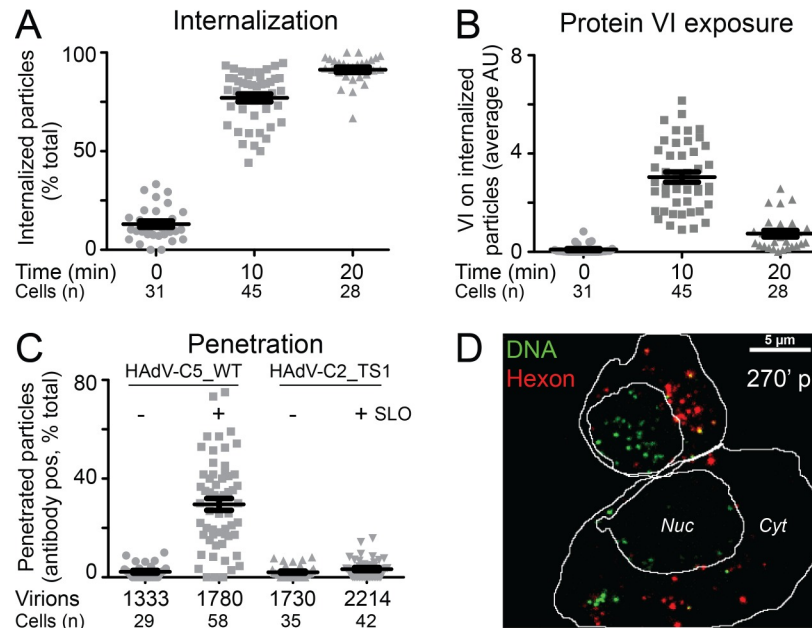 A
Internalization
Internalized particles
(% total)
100
50
0
Time (min) 0 10 20
Cells (n) 31 45 28
B
Protein VI exposure
VI on internalized
particles (average AU)
8
4
0
Time (min) 0 10 20
Cells (n) 31 45 28
C
Penetration
HAdV-C5_WT HAdV-C2_TS1
- + - + SLO
Penetrated particles
(antibody pos, % total)
80
40
0
Virions 1333 1780 1730 2214
Cells (n) 29 58 35 42
D
DNA
Hexon
5 µm
270' p
Nuc Cyt